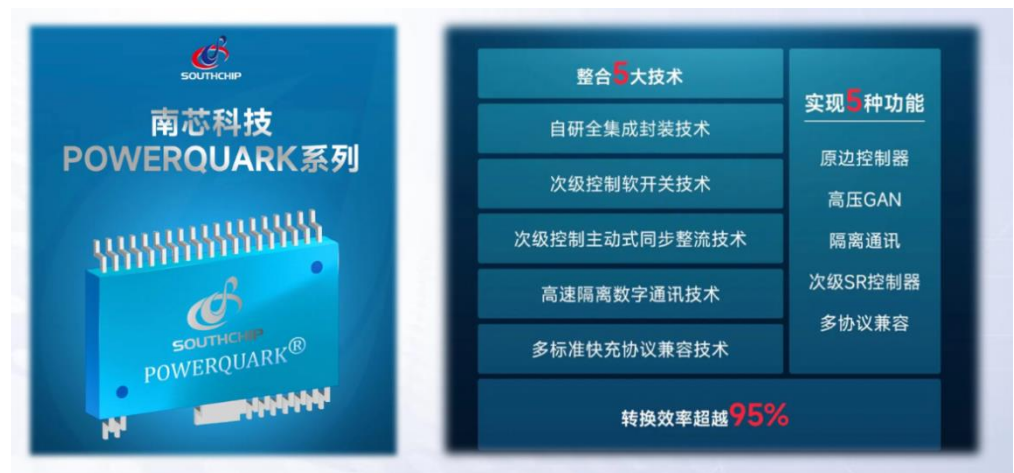 SOUTHCHIP
南芯科技
POWERQUARK系列
SOUTHCHIP
POWERQUARK®
整合5大技术
自研全集成封装技术
次级控制软开关技术
次级控制主动式同步整流技术
高速隔离数字通讯技术
多标准快充协议兼容技术
实现5种功能
原边控制器
高压GAN
隔离通讯
次级SR控制器
多协议兼容
转换效率超越95%